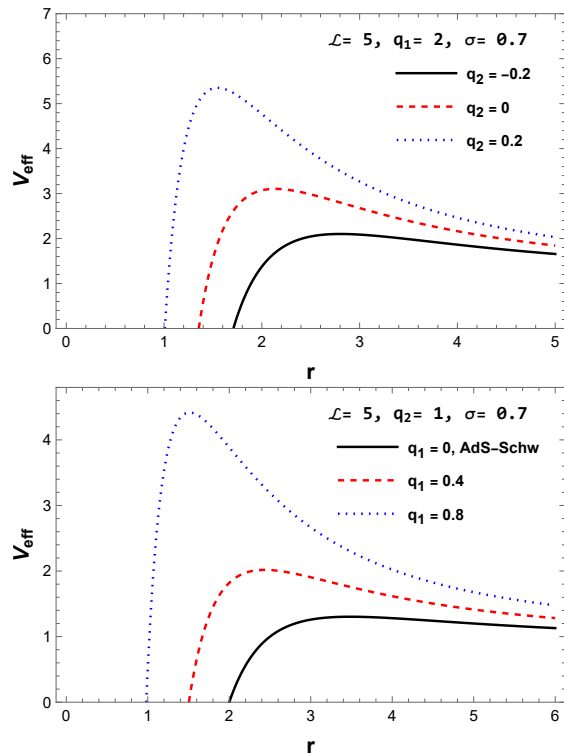 7
6
5
4
3
2
1
0
V_eff
ℒ= 5, q₁= 2, σ= 0.7
q₂ = −0.2
q₂ = 0
q₂ = 0.2
0 1 2 3 4 5
r
4
3
2
1
0
V_eff
ℒ= 5, q₂= 1, σ= 0.7
q₁ = 0, AdS−Schw
q₁ = 0.4
q₁ = 0.8
0 1 2 3 4 5 6
r